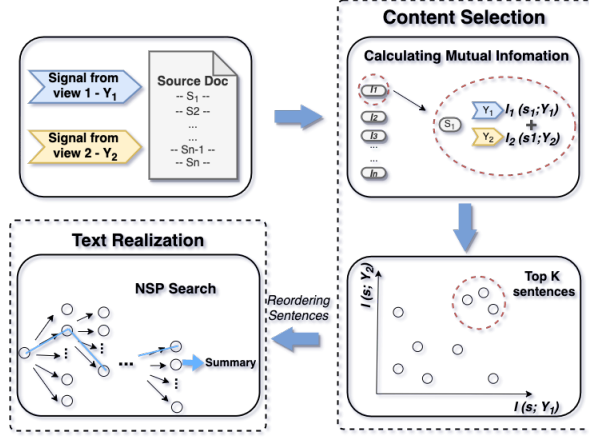 Content Selection
Calculating Mutual Infomation
Signal from
view 1 - Y1
Signal from
view 2 - Y2
Source Doc
-- S1 --
-- S2 --
...
...
-- Sn-1 --
-- Sn --
I1
I2
I3
...
...
In
S1
Y1 I1 (s1;Y1)
+
Y2 I2 (s1;Y2)
Text Realization
NSP Search
...
Summary
Reordering
Sentences
I (s; Y2)
Top K
sentences
I (s; Y1)